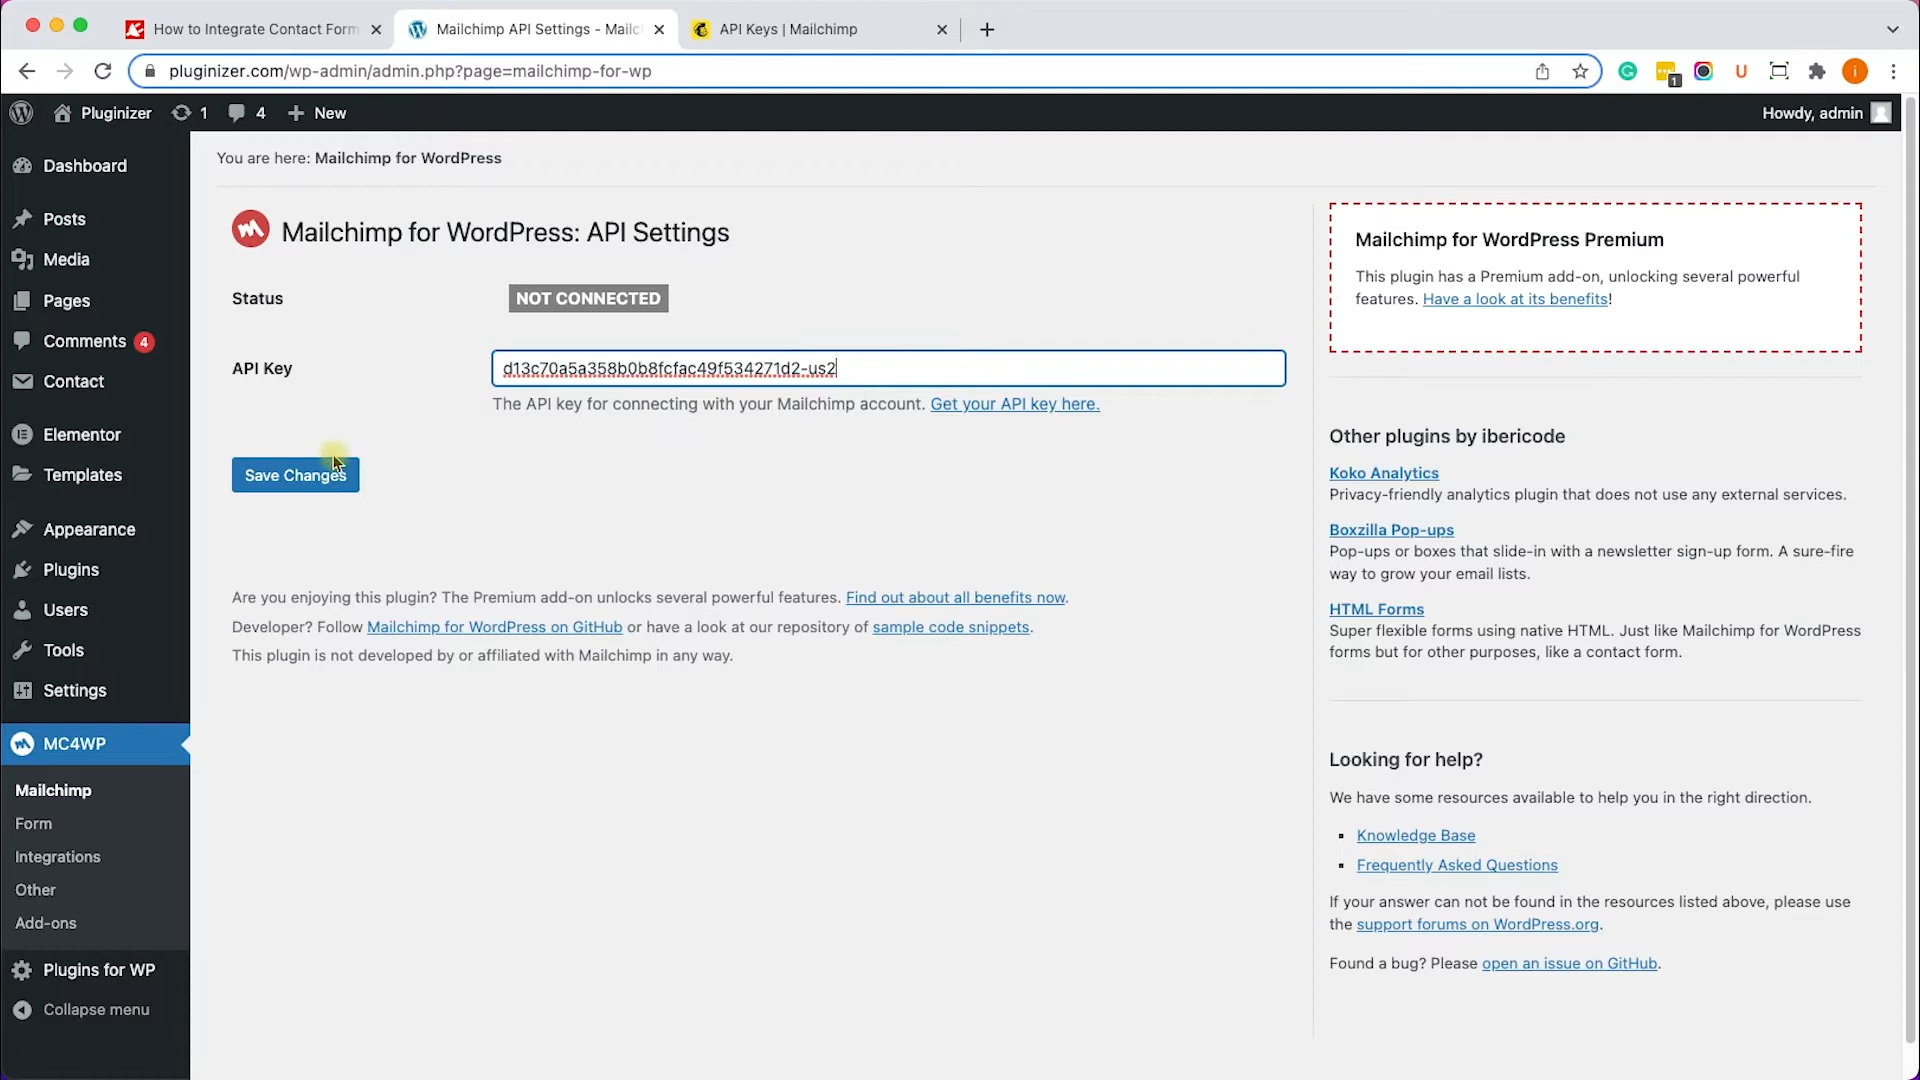 How to Integrate Contact Form
Mailchimp API Settings - Mailc
API Keys | Mailchimp
pluginizer.com/wp-admin/admin.php?page=mailchimp-for-wp
1
U
i
Pluginizer
1
4
New
Howdy, admin
Dashboard
Posts
Media
Pages
Comments 4
Contact
Elementor
Templates
Appearance
Plugins
Users
Tools
Settings
MC4WP
Mailchimp
Form
Integrations
Other
Add-ons
Plugins for WP
Collapse menu
You are here: Mailchimp for WordPress
Mailchimp for WordPress: API Settings
Status
NOT CONNECTED
API Key
d13c70a5a358b0b8fcfac49f534271d2-us2
The API key for connecting with your Mailchimp account. Get your API key here.
Save Changes
Are you enjoying this plugin? The Premium add-on unlocks several powerful features. Find out about all benefits now.
Developer? Follow Mailchimp for WordPress on GitHub or have a look at our repository of sample code snippets.
This plugin is not developed by or affiliated with Mailchimp in any way.
Mailchimp for WordPress Premium
This plugin has a Premium add-on, unlocking several powerful
features. Have a look at its benefits!
Other plugins by ibericode
Koko Analytics
Privacy-friendly analytics plugin that does not use any external services.
Boxzilla Pop-ups
Pop-ups or boxes that slide-in with a newsletter sign-up form. A sure-fire
way to grow your email lists.
HTML Forms
Super flexible forms using native HTML. Just like Mailchimp for WordPress
forms but for other purposes, like a contact form.
Looking for help?
We have some resources available to help you in the right direction.
Knowledge Base
Frequently Asked Questions
If your answer can not be found in the resources listed above, please use
the support forums on WordPress.org.
Found a bug? Please open an issue on GitHub.